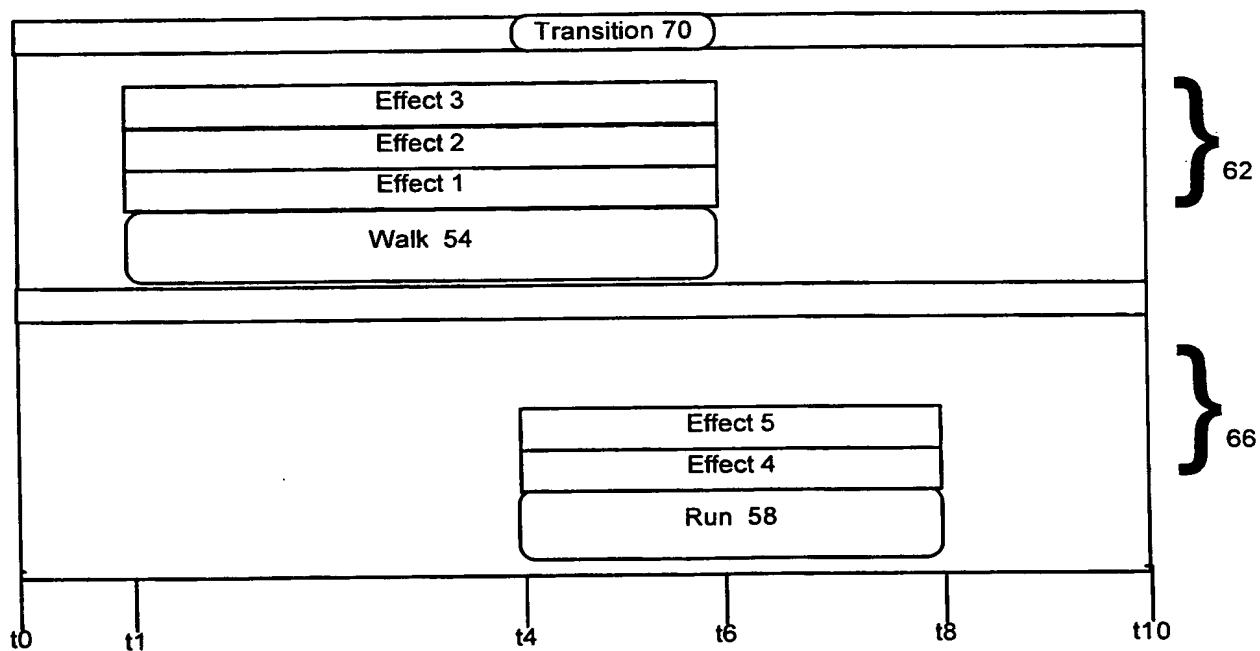 Transition 70
Effect 3
Effect 2
Effect 1
Walk 54
62
Effect 5
Effect 4
Run 58
66
t0 t1 t4 t6 t8 t10